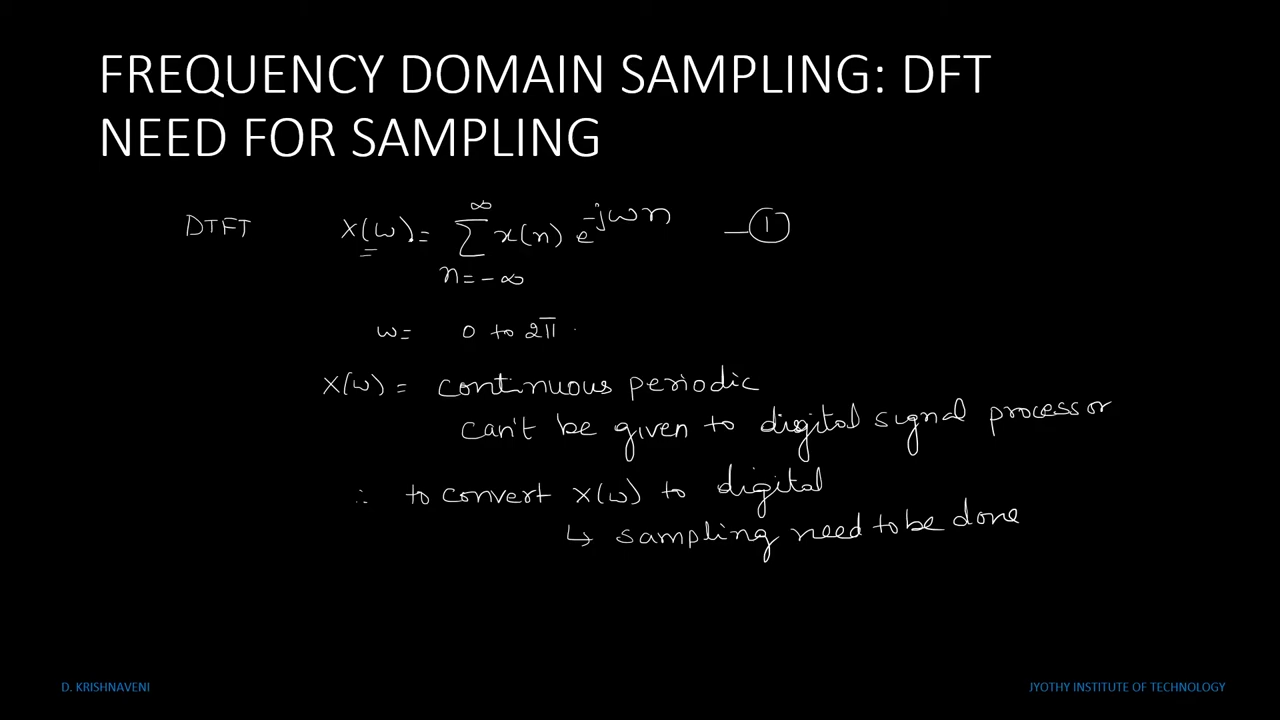 FREQUENCY DOMAIN SAMPLING: DFT
NEED FOR SAMPLING
DTFT X(ω) = ∑ x(n) e^{-jωn} — ①
∞
n = -∞
ω = 0 to 2π
X(ω) = continuous periodic
can't be given to digital signal processor
∴ to convert X(ω) to digital
↳ sampling need to be done
D. KRISHNAVENI
JYOTHY INSTITUTE OF TECHNOLOGY